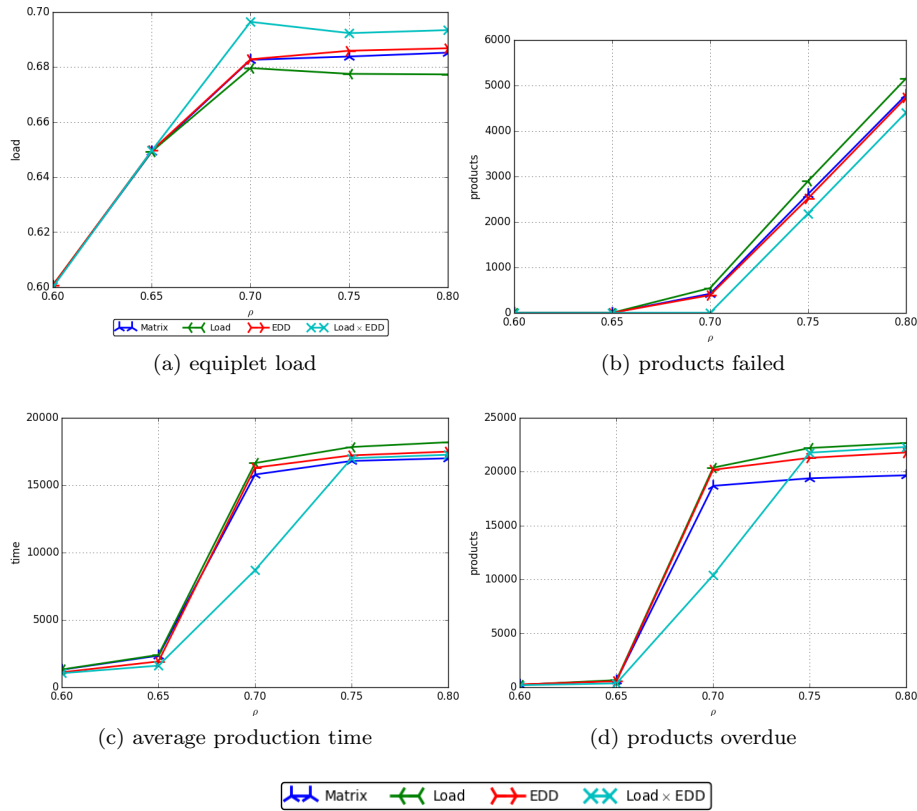 0.70
0.68
0.66
0.64
0.62
0.60
load
0.60 0.65 0.70 0.75 0.80
ρ
Matrix Load EDD Load × EDD
(a) equiplet load
6000
5000
4000
3000
2000
1000
0
products
0.60 0.65 0.70 0.75 0.80
ρ
(b) products failed
20000
15000
10000
5000
0
time
0.60 0.65 0.70 0.75 0.80
ρ
(c) average production time
25000
20000
15000
10000
5000
0
products
0.60 0.65 0.70 0.75 0.80
ρ
(d) products overdue
Matrix Load EDD Load × EDD